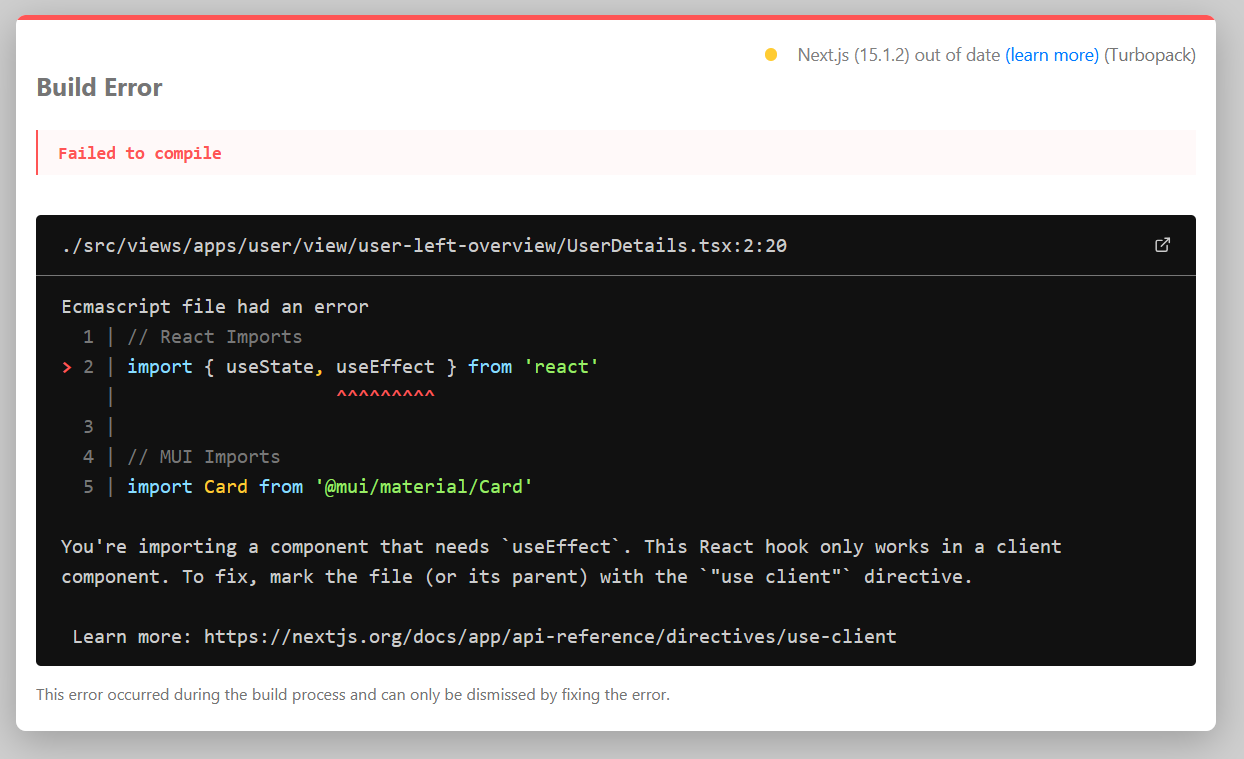 Next.js (15.1.2) out of date (learn more) (Turbopack)
Build Error
Failed to compile
./src/views/apps/user/view/user-left-overview/UserDetails.tsx:2:20
Ecmascript file had an error
  1 | // React Imports
> 2 | import { useState, useEffect } from 'react'
    |                    ^^^^^^^^^
  3 |
  4 | // MUI Imports
  5 | import Card from '@mui/material/Card'
You're importing a component that needs `useEffect`. This React hook only works in a client
component. To fix, mark the file (or its parent) with the `"use client"` directive.
 Learn more: https://nextjs.org/docs/app/api-reference/directives/use-client
This error occurred during the build process and can only be dismissed by fixing the error.